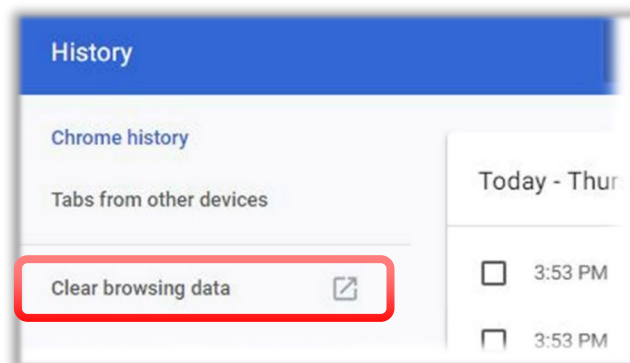 History
Chrome history
Tabs from other devices
Clear browsing data
Today - Thur
3:53 PM
3:53 PM